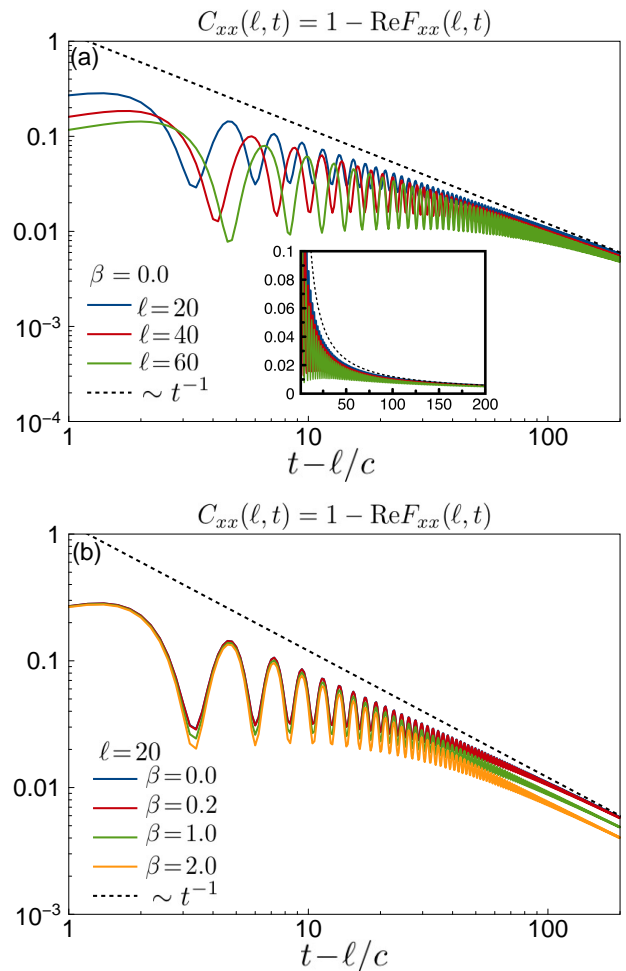 C_{xx}(ℓ, t) = 1 − ReF_{xx}(ℓ, t)
(a)
1
0.1
0.01
10^{−3}
10^{−4}
β = 0.0
ℓ=20
ℓ=40
ℓ=60
∼ t^{−1}
0.1
0.08
0.06
0.04
0.02
0
50 100 150 200
1 10 100
t−ℓ/c
C_{xx}(ℓ, t) = 1 − ReF_{xx}(ℓ, t)
(b)
1
0.1
0.01
10^{−3}
ℓ=20
β=0.0
β=0.2
β=1.0
β=2.0
∼ t^{−1}
1 10 100
t−ℓ/c